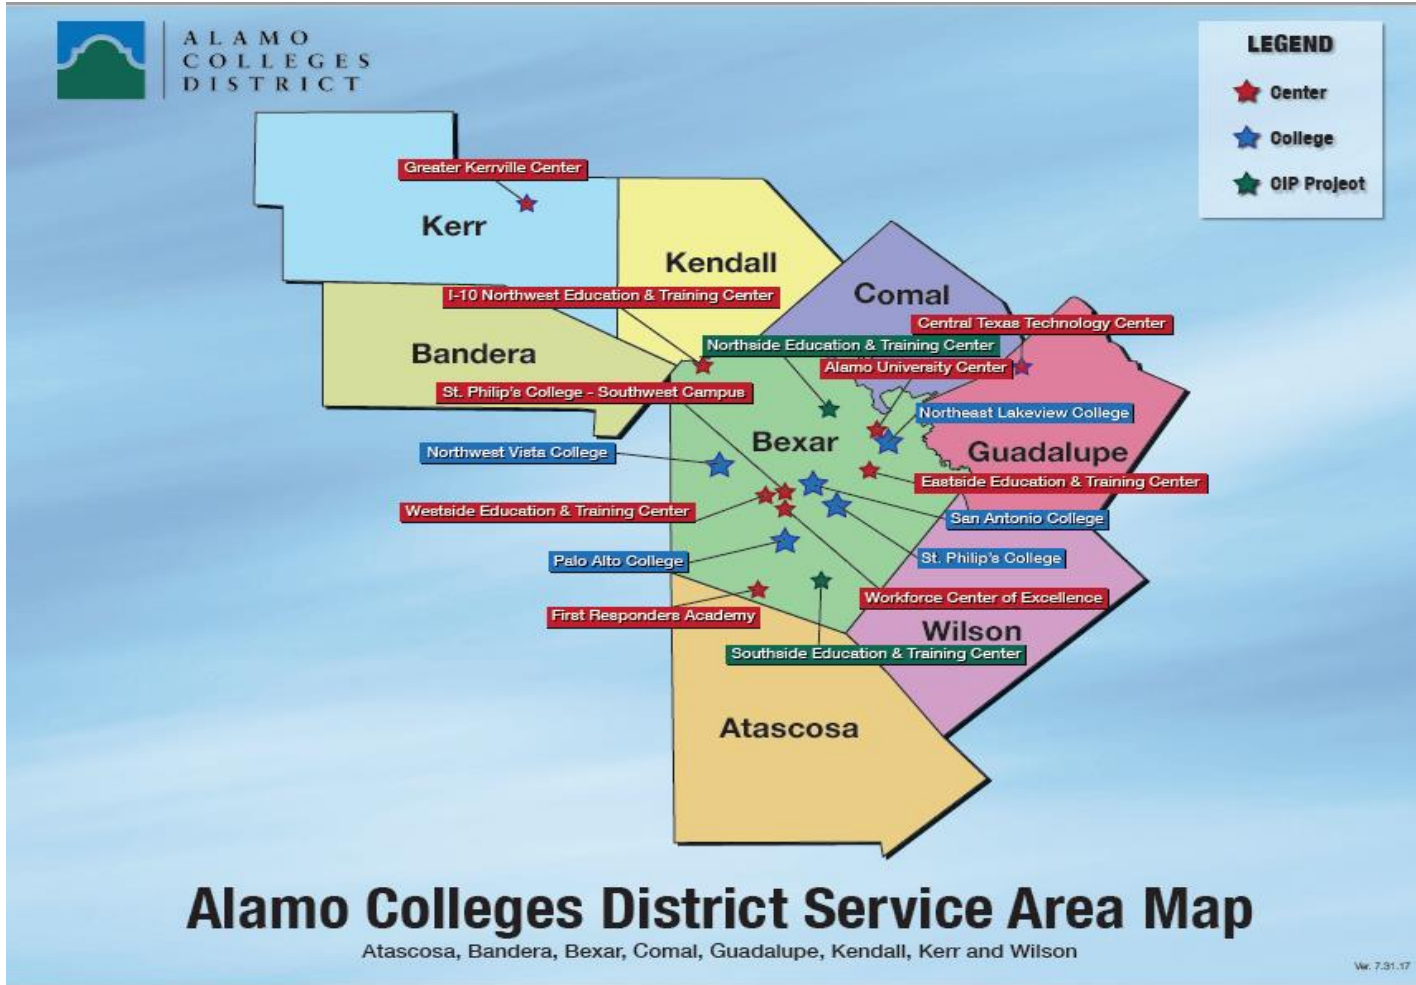 ALAMO
COLLEGES
DISTRICT
LEGEND
Center
College
CIP Project
Greater Kerrville Center
Kerr
Kendall
I-10 Northwest Education & Training Center
Comal
Central Texas Technology Center
Northside Education & Training Center
Bandera
Alamo University Center
St. Philip's College - Southwest Campus
Northeast Lakeview College
Bexar
Northwest Vista College
Guadalupe
Eastside Education & Training Center
Westside Education & Training Center
San Antonio College
Palo Alto College
St. Philip's College
Workforce Center of Excellence
First Responders Academy
Wilson
Southside Education & Training Center
Atascosa
Alamo Colleges District Service Area Map
Atascosa, Bandera, Bexar, Comal, Guadalupe, Kendall, Kerr and Wilson
Ver. 7.31.17